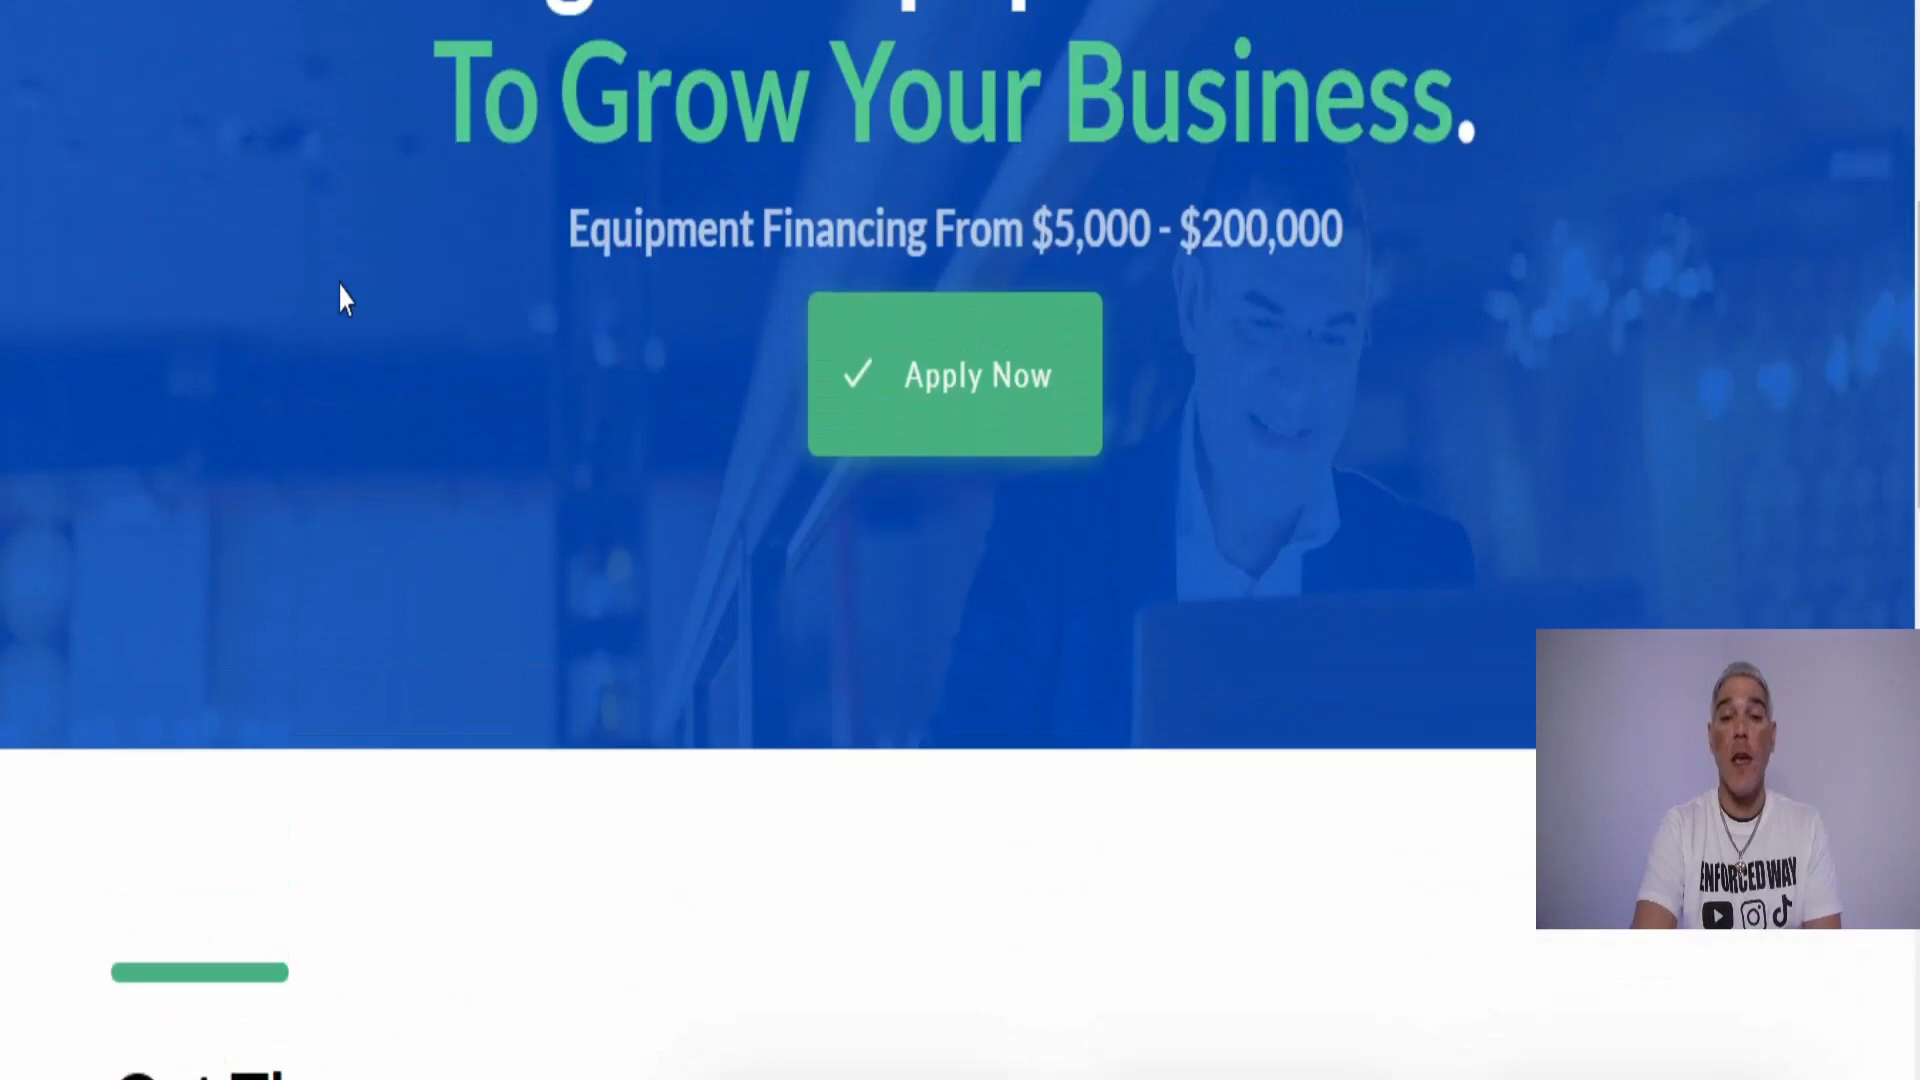 To Grow Your Business.
Equipment Financing From $5,000 - $200,000
Apply Now
ENFORCED WAY